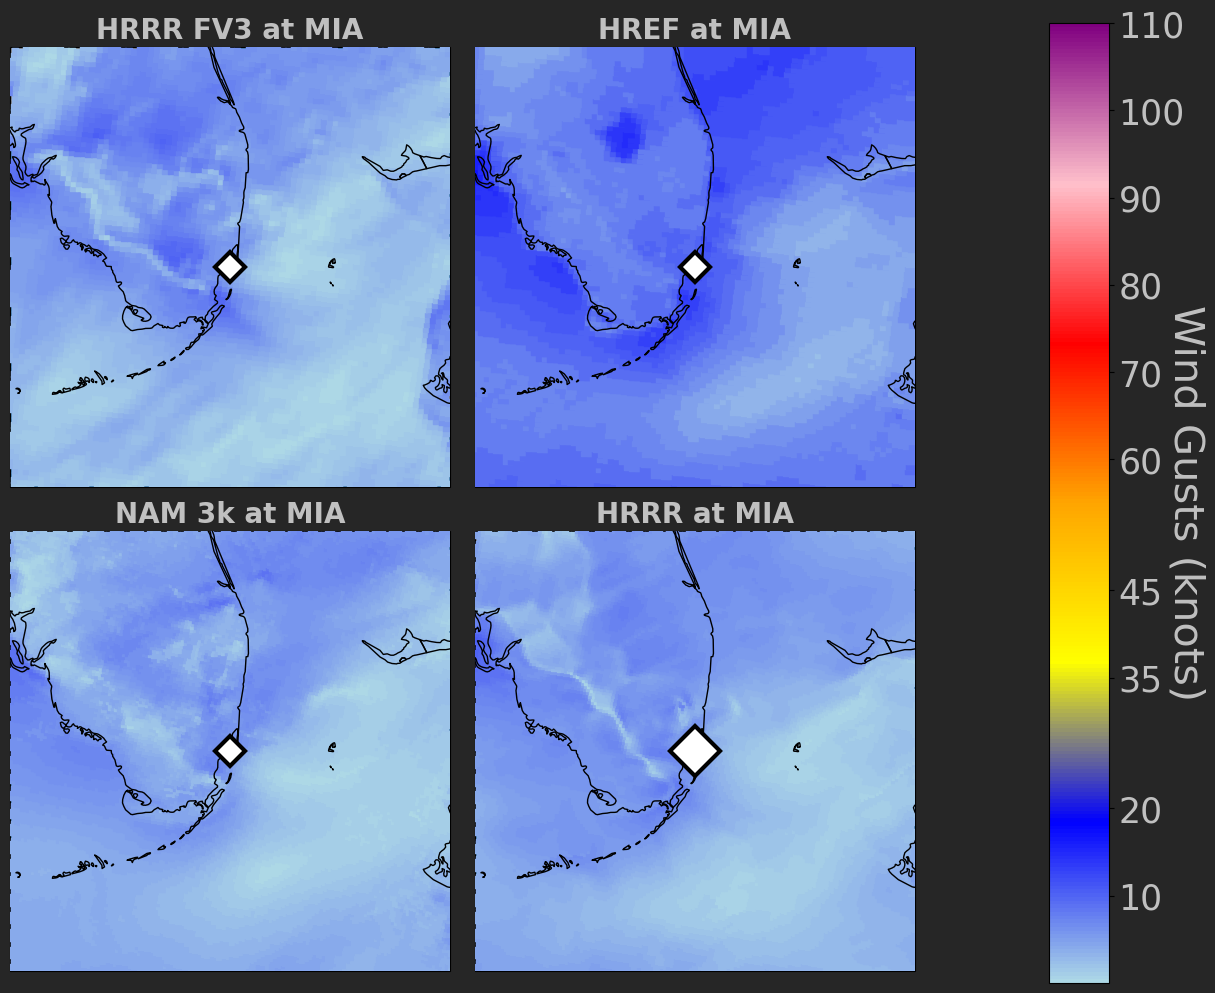 HRRR FV3 at MIA
HREF at MIA
NAM 3k at MIA
HRRR at MIA
110
100
90
80
70
60
45
35
20
10
Wind Gusts (knots)